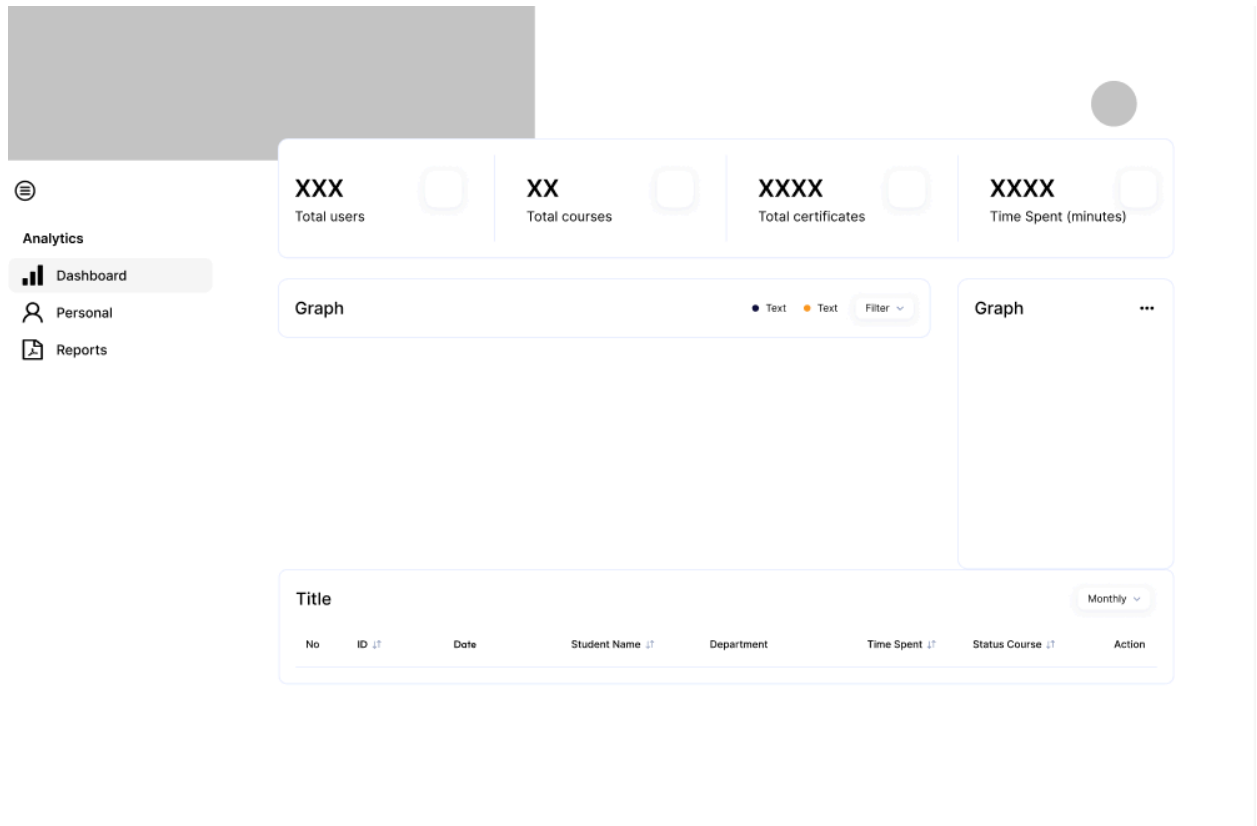 Analytics
Dashboard
Personal
Reports
XXX
Total users
XX
Total courses
XXXX
Total certificates
XXXX
Time Spent (minutes)
Graph
Text
Text
Filter
Graph
Title
Monthly
No ID Date Student Name Department Time Spent Status Course Action